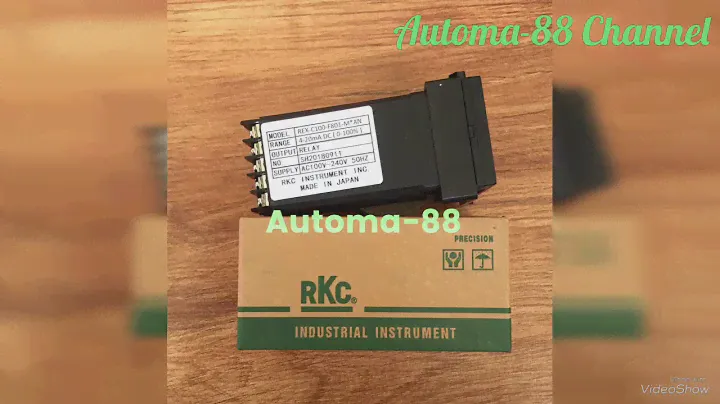 Automa-88 Channel
MODEL REX-C100-F801-M*AN
RANGE 4-20mA DC ( 0-100% )
OUTPUT RELAY
NO. SH20180911
SUPPLY AC100V-240V 50HZ
RKC INSTRUMENT INC.
MADE IN JAPAN
Automa-88
PRECISION
RKC®
INDUSTRIAL INSTRUMENT
VideoShow